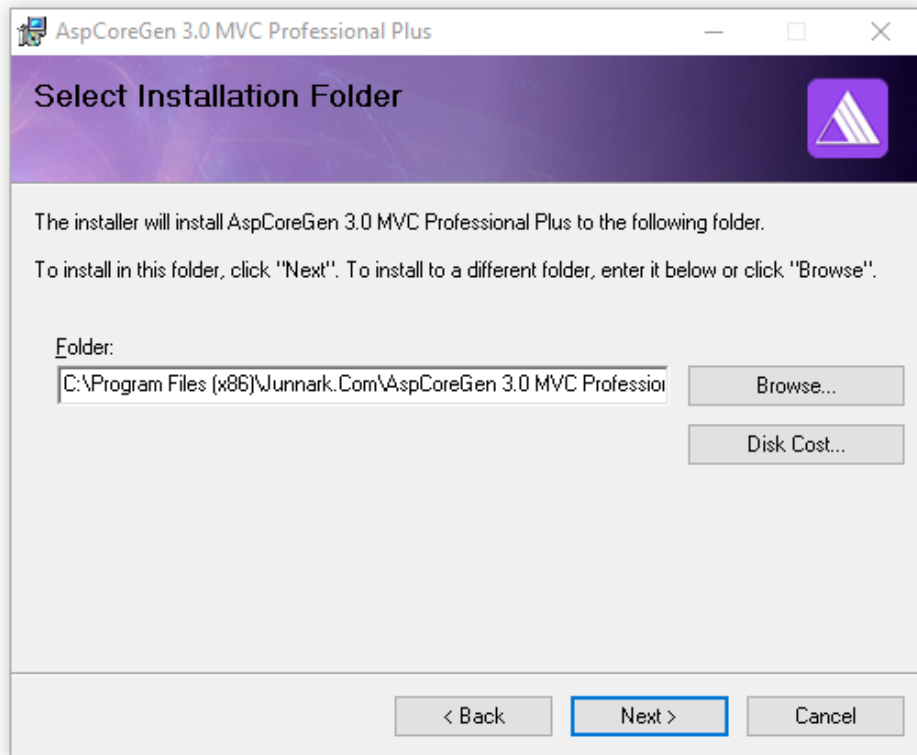 AspCoreGen 3.0 MVC Professional Plus
Select Installation Folder
The installer will install AspCoreGen 3.0 MVC Professional Plus to the following folder.
To install in this folder, click "Next". To install to a different folder, enter it below or click "Browse".
Folder:
C:\Program Files (x86)\Junnark.Com\AspCoreGen 3.0 MVC Profession
Browse...
Disk Cost...
< Back
Next >
Cancel